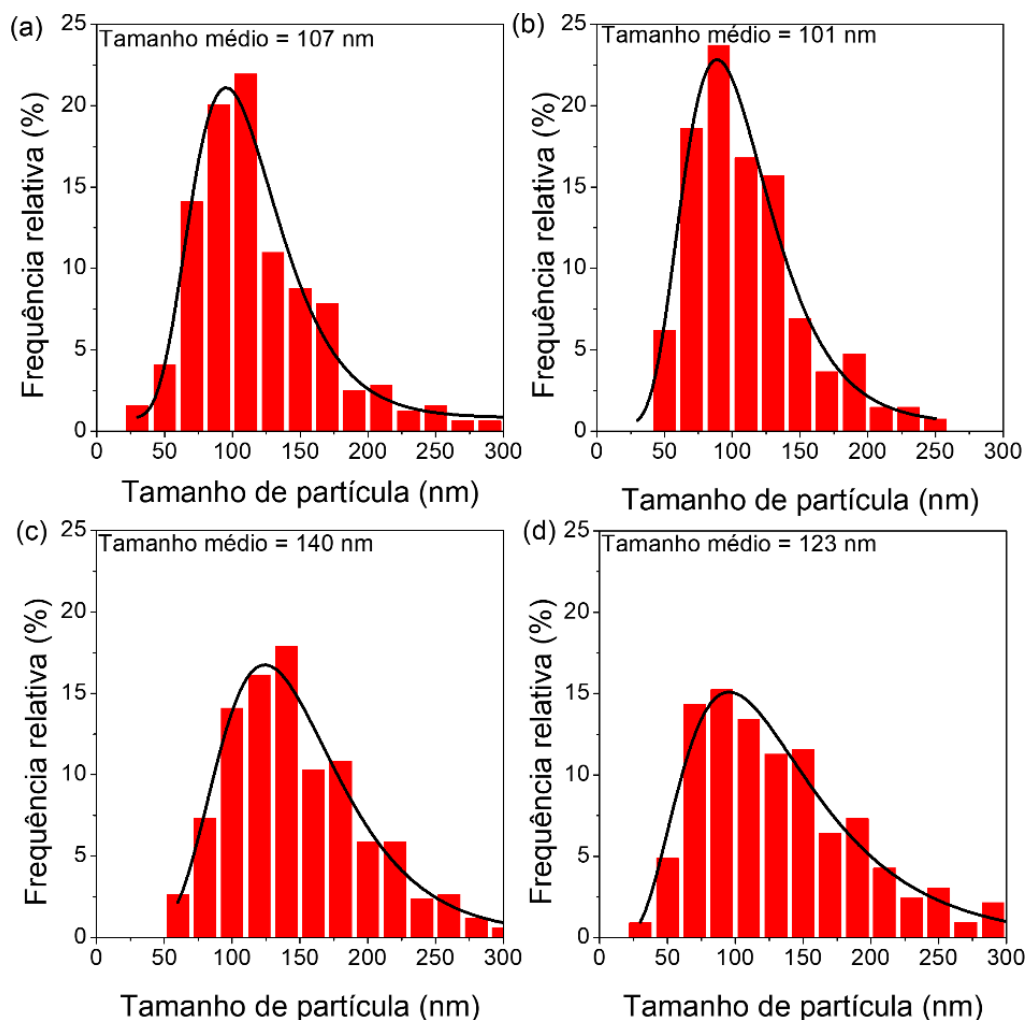 (a)
Tamanho médio = 107 nm
25
20
15
10
5
0
Frequência relativa (%)
0 50 100 150 200 250 300
Tamanho de partícula (nm)
(b)
Tamanho médio = 101 nm
25
20
15
10
5
0
Frequência relativa (%)
0 50 100 150 200 250 300
Tamanho de partícula (nm)
(c)
Tamanho médio = 140 nm
25
20
15
10
5
0
Frequência relativa (%)
0 50 100 150 200 250 300
Tamanho de partícula (nm)
(d)
Tamanho médio = 123 nm
25
20
15
10
5
0
Frequência relativa (%)
0 50 100 150 200 250 300
Tamanho de partícula (nm)